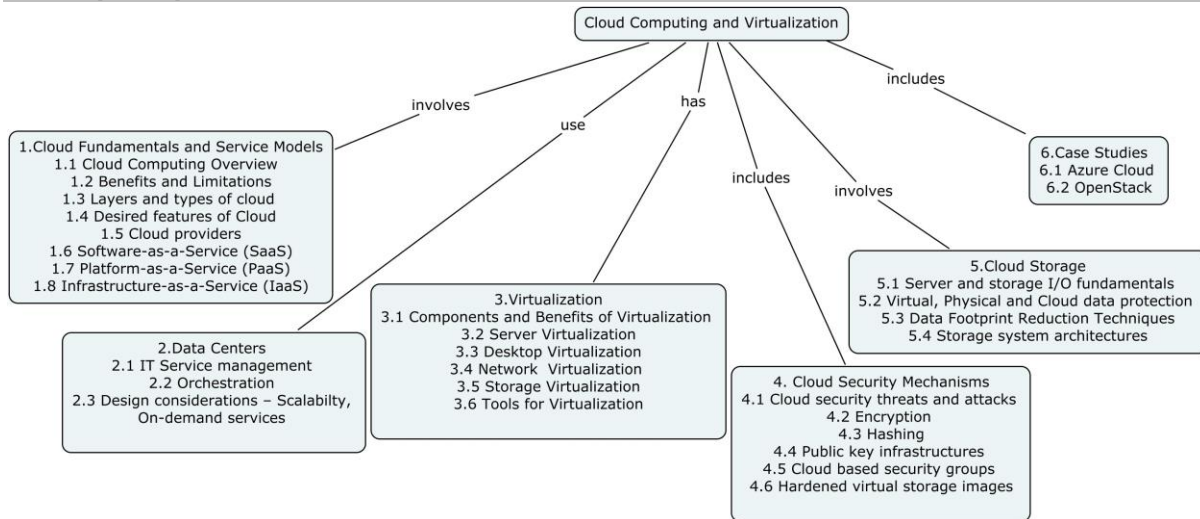 Cloud Computing and Virtualization
involves
use
has
includes
involves
includes
1.Cloud Fundamentals and Service Models
1.1 Cloud Computing Overview
1.2 Benefits and Limitations
1.3 Layers and types of cloud
1.4 Desired features of Cloud
1.5 Cloud providers
1.6 Software-as-a-Service (SaaS)
1.7 Platform-as-a-Service (PaaS)
1.8 Infrastructure-as-a-Service (IaaS)
2.Data Centers
2.1 IT Service management
2.2 Orchestration
2.3 Design considerations – Scalabilty,
On-demand services
3.Virtualization
3.1 Components and Benefits of Virtualization
3.2 Server Virtualization
3.3 Desktop Virtualization
3.4 Network  Virtualization
3.5 Storage Virtualization
3.6 Tools for Virtualization
4. Cloud Security Mechanisms
4.1 Cloud security threats and attacks
4.2 Encryption
4.3 Hashing
4.4 Public key infrastructures
4.5 Cloud based security groups
4.6 Hardened virtual storage images
5.Cloud Storage
5.1 Server and storage I/O fundamentals
5.2 Virtual, Physical and Cloud data protection
5.3 Data Footprint Reduction Techniques
5.4 Storage system architectures
6.Case Studies
6.1 Azure Cloud
6.2 OpenStack